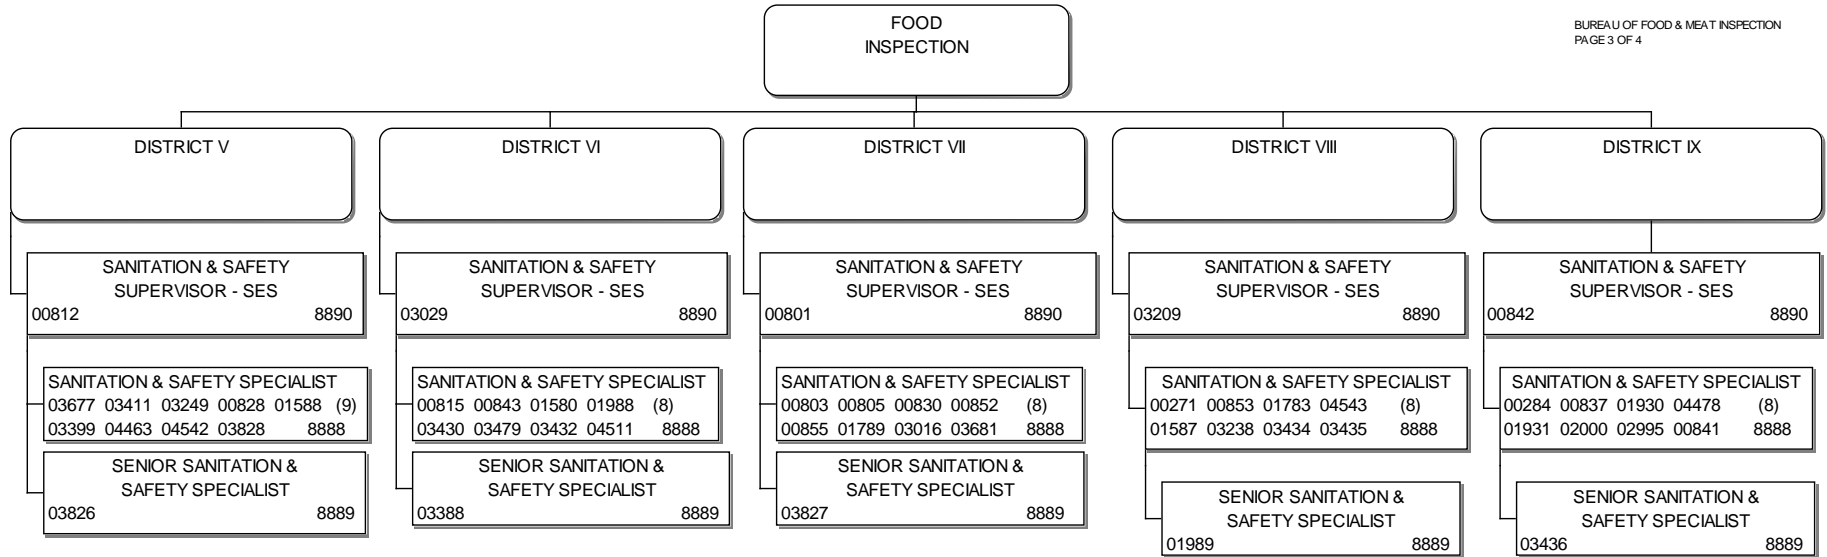 FOOD
INSPECTION
BUREAU OF FOOD & MEAT INSPECTION
PAGE 3 OF 4
DISTRICT V
SANITATION & SAFETY
SUPERVISOR - SES
00812 8890
SANITATION & SAFETY SPECIALIST
03677 03411 03249 00828 01588 (9)
03399 04463 04542 03828 8888
SENIOR SANITATION &
SAFETY SPECIALIST
03826 8889
DISTRICT VI
SANITATION & SAFETY
SUPERVISOR - SES
03029 8890
SANITATION & SAFETY SPECIALIST
00815 00843 01580 01988 (8)
03430 03479 03432 04511 8888
SENIOR SANITATION &
SAFETY SPECIALIST
03388 8889
DISTRICT VII
SANITATION & SAFETY
SUPERVISOR - SES
00801 8890
SANITATION & SAFETY SPECIALIST
00803 00805 00830 00852 (8)
00855 01789 03016 03681 8888
SENIOR SANITATION &
SAFETY SPECIALIST
03827 8889
DISTRICT VIII
SANITATION & SAFETY
SUPERVISOR - SES
03209 8890
SANITATION & SAFETY SPECIALIST
00271 00853 01783 04543 (8)
01587 03238 03434 03435 8888
SENIOR SANITATION &
SAFETY SPECIALIST
01989 8889
DISTRICT IX
SANITATION & SAFETY
SUPERVISOR - SES
00842 8890
SANITATION & SAFETY SPECIALIST
00284 00837 01930 04478 (8)
01931 02000 02995 00841 8888
SENIOR SANITATION &
SAFETY SPECIALIST
03436 8889